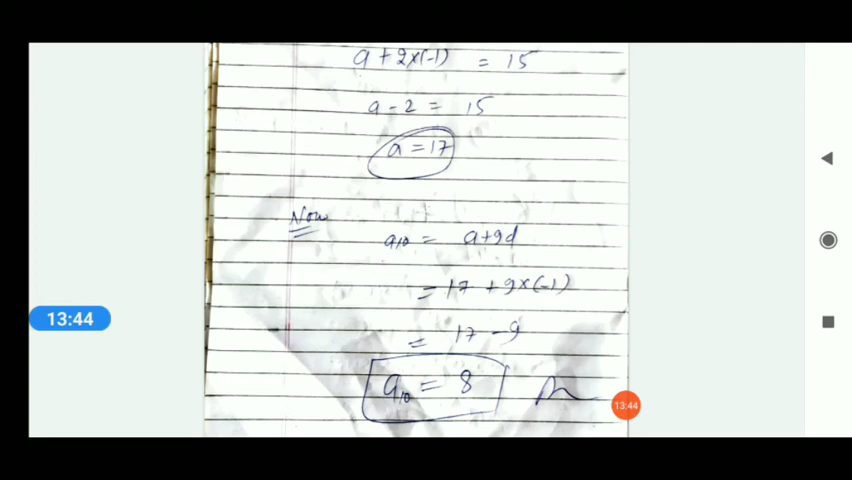 a + 2x(-1) = 15
a - 2 = 15
a = 17
Now
a10 = a+9d
= 17 + 9x(-1)
13:44
= 17 - 9
a10 = 8
13:44